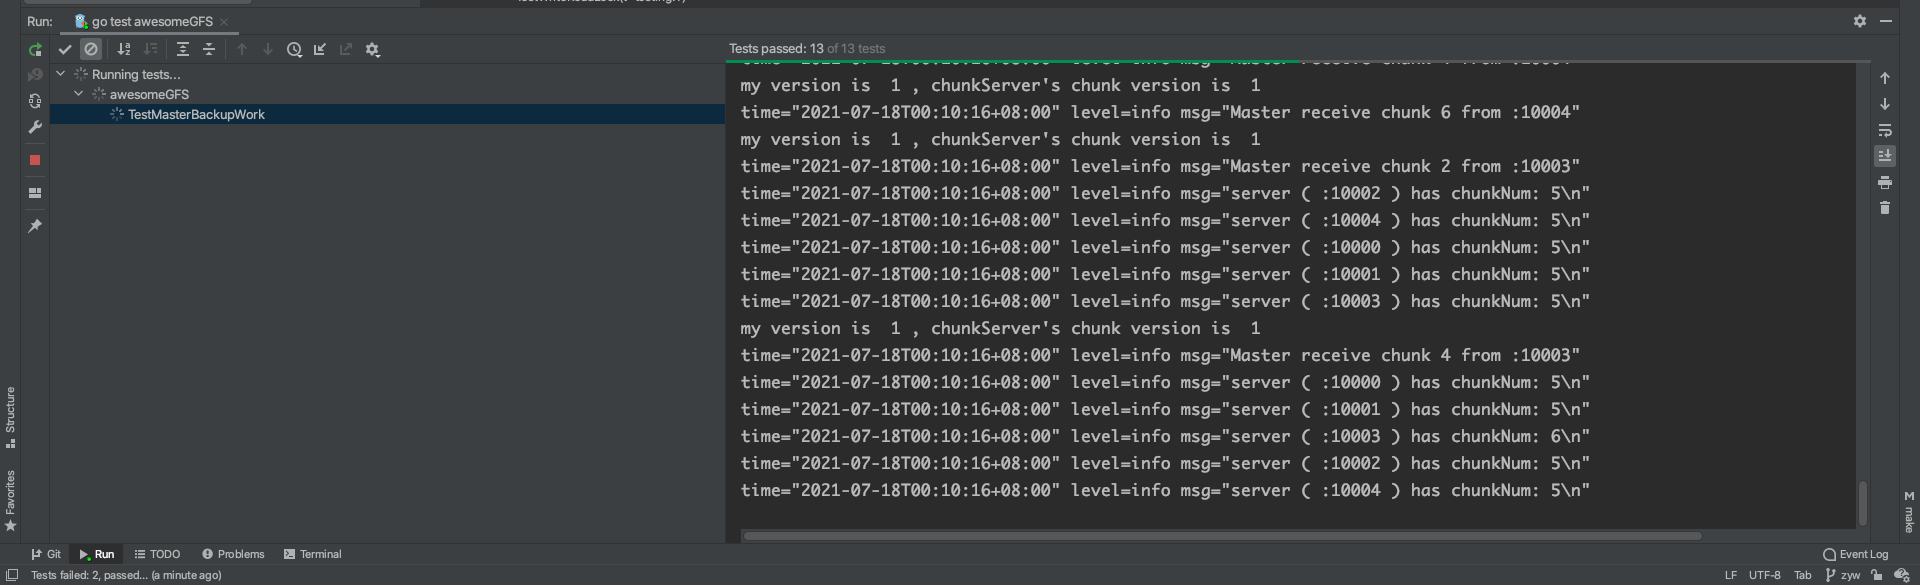 Run: go test awesomeGFS
Tests passed: 13 of 13 tests
Running tests...
awesomeGFS
TestMasterBackupWork
my version is  1 , chunkServer's chunk version is  1
time="2021-07-18T00:10:16+08:00" level=info msg="Master receive chunk 6 from :10004"
my version is  1 , chunkServer's chunk version is  1
time="2021-07-18T00:10:16+08:00" level=info msg="Master receive chunk 2 from :10003"
time="2021-07-18T00:10:16+08:00" level=info msg="server ( :10002 ) has chunkNum: 5\n"
time="2021-07-18T00:10:16+08:00" level=info msg="server ( :10004 ) has chunkNum: 5\n"
time="2021-07-18T00:10:16+08:00" level=info msg="server ( :10000 ) has chunkNum: 5\n"
time="2021-07-18T00:10:16+08:00" level=info msg="server ( :10001 ) has chunkNum: 5\n"
time="2021-07-18T00:10:16+08:00" level=info msg="server ( :10003 ) has chunkNum: 5\n"
my version is  1 , chunkServer's chunk version is  1
time="2021-07-18T00:10:16+08:00" level=info msg="Master receive chunk 4 from :10003"
time="2021-07-18T00:10:16+08:00" level=info msg="server ( :10000 ) has chunkNum: 5\n"
time="2021-07-18T00:10:16+08:00" level=info msg="server ( :10001 ) has chunkNum: 5\n"
time="2021-07-18T00:10:16+08:00" level=info msg="server ( :10003 ) has chunkNum: 6\n"
time="2021-07-18T00:10:16+08:00" level=info msg="server ( :10002 ) has chunkNum: 5\n"
time="2021-07-18T00:10:16+08:00" level=info msg="server ( :10004 ) has chunkNum: 5\n"
Structure
Favorites
M make
Git Run TODO Problems Terminal Event Log
Tests failed: 2, passed... (a minute ago) LF UTF-8 Tab zyw